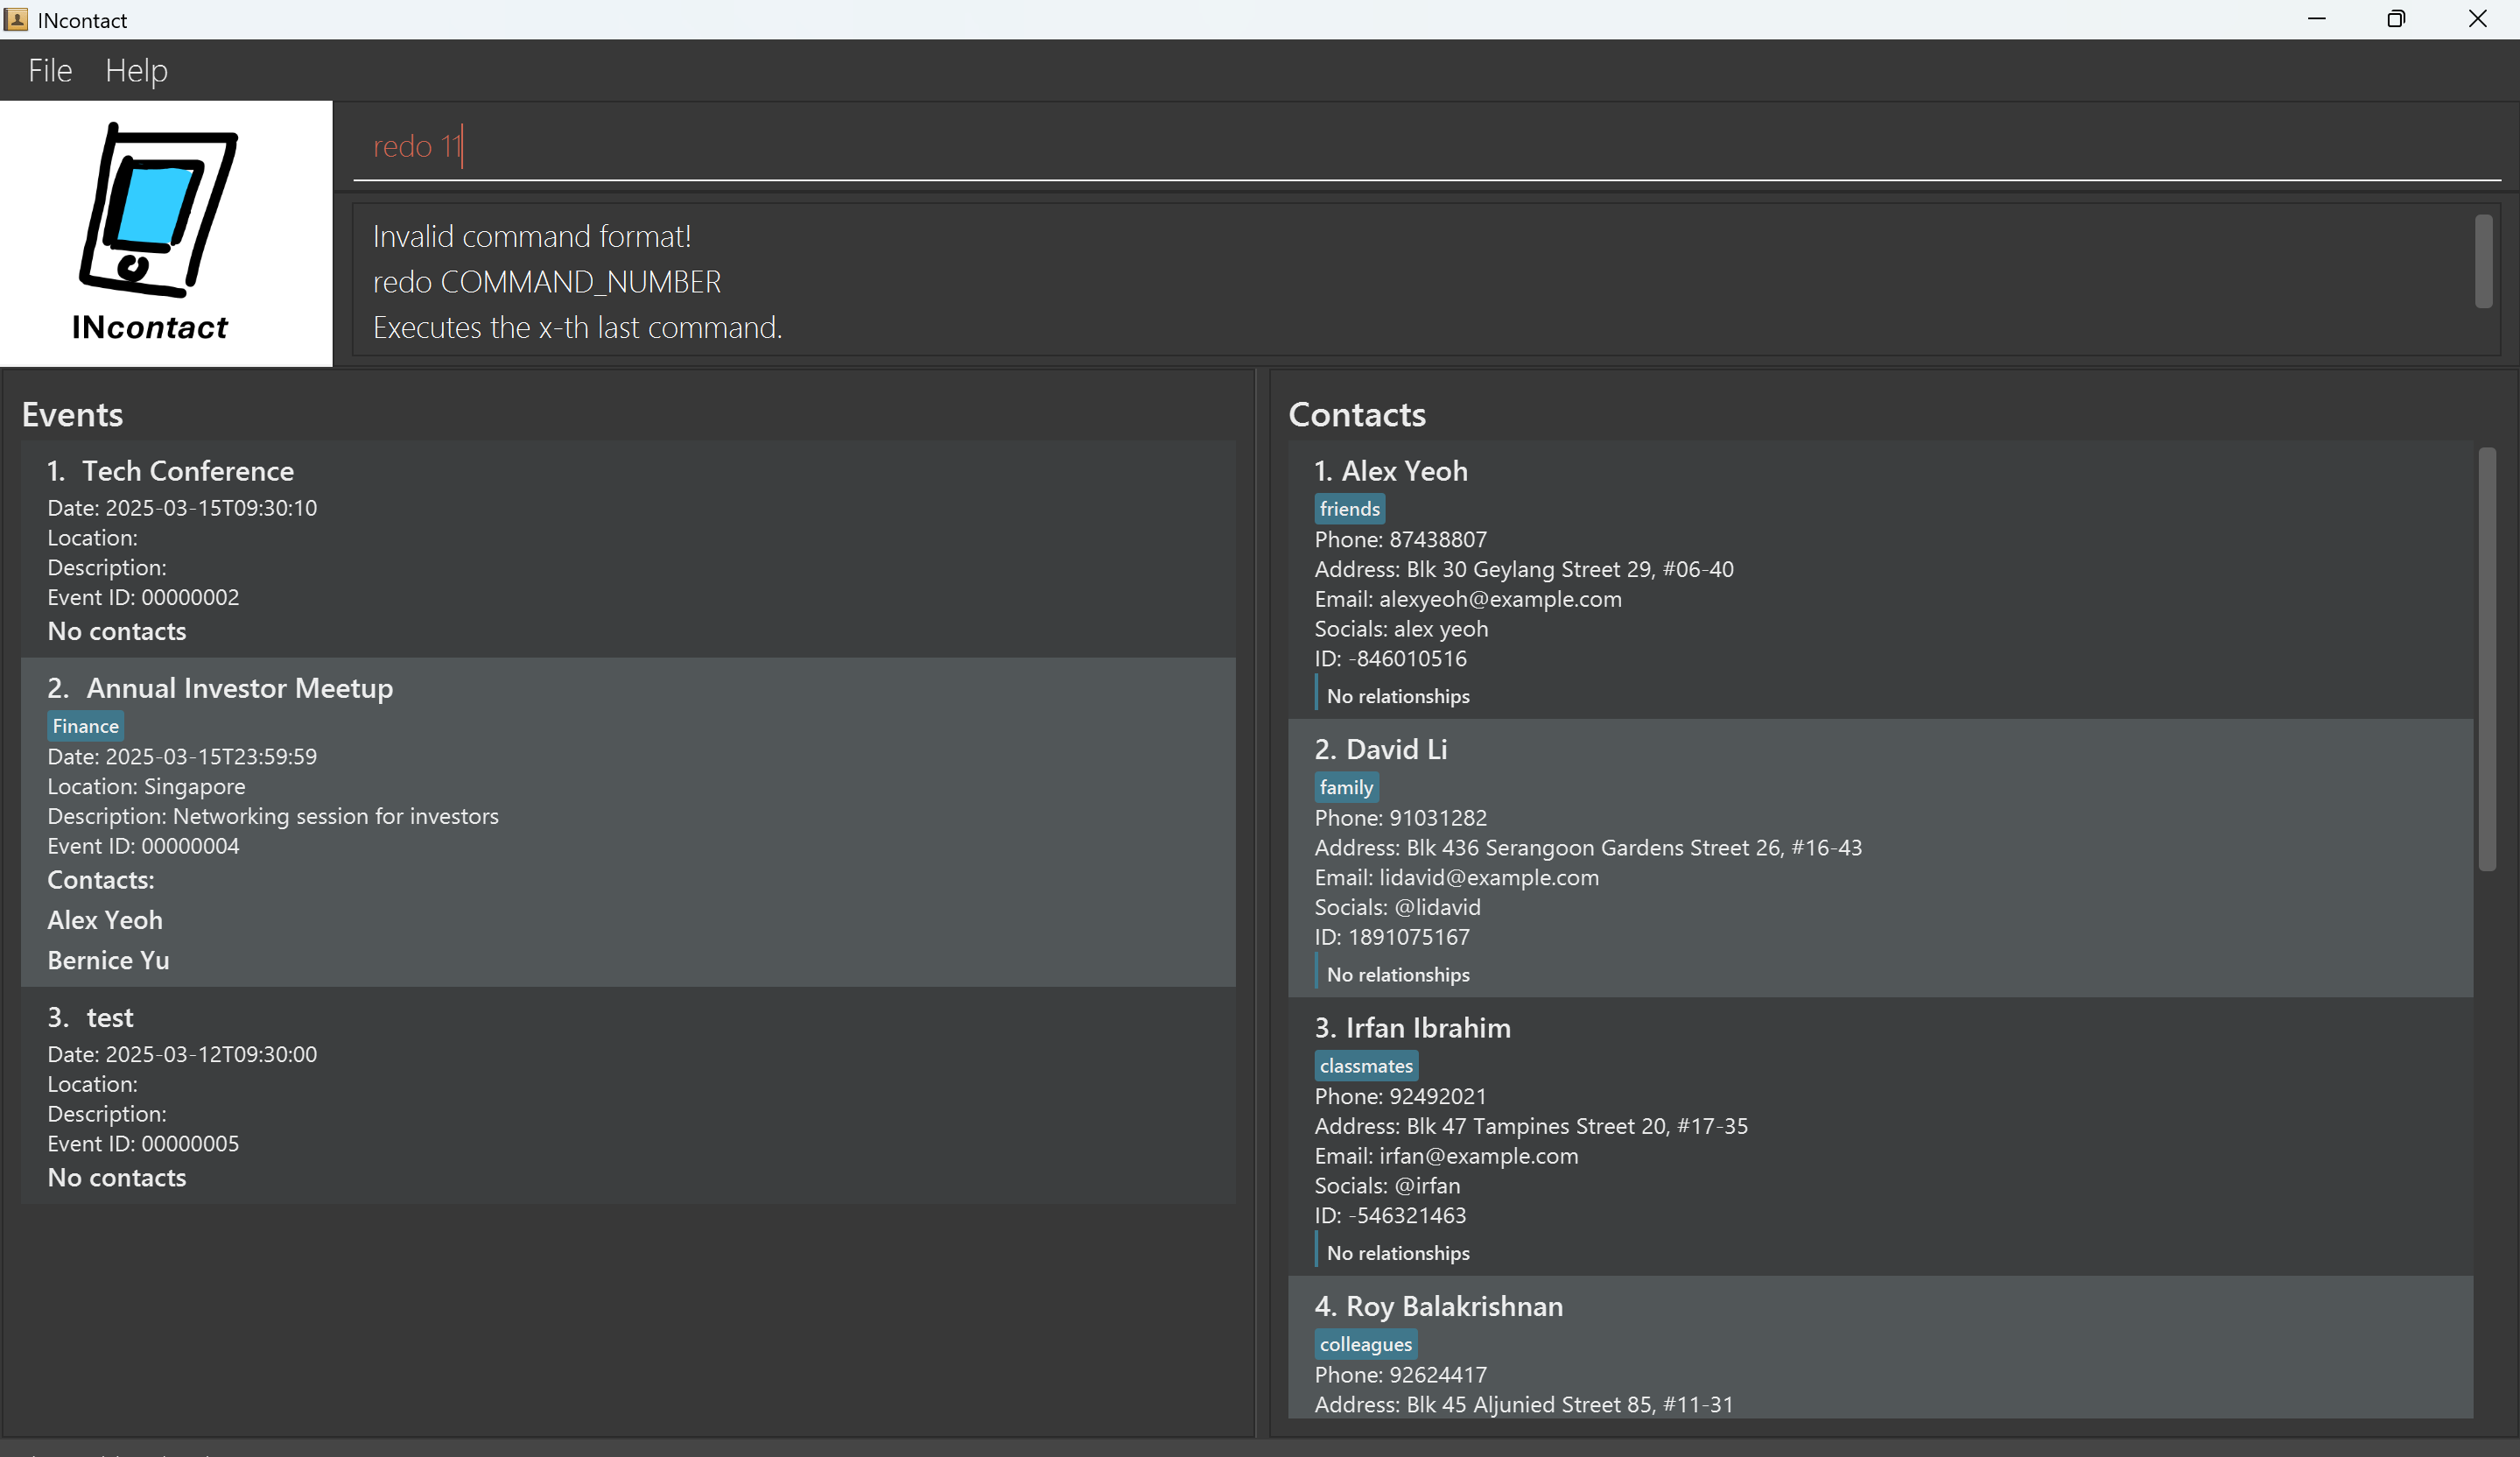 INcontact
File Help
redo 11
INcontact
Invalid command format!
redo COMMAND_NUMBER
Executes the x-th last command.
Events
1. Tech Conference
Date: 2025-03-15T09:30:10
Location:
Description:
Event ID: 00000002
No contacts
2. Annual Investor Meetup
Finance
Date: 2025-03-15T23:59:59
Location: Singapore
Description: Networking session for investors
Event ID: 00000004
Contacts:
Alex Yeoh
Bernice Yu
3. test
Date: 2025-03-12T09:30:00
Location:
Description:
Event ID: 00000005
No contacts
Contacts
1. Alex Yeoh
friends
Phone: 87438807
Address: Blk 30 Geylang Street 29, #06-40
Email: alexyeoh@example.com
Socials: alex yeoh
ID: -846010516
No relationships
2. David Li
family
Phone: 91031282
Address: Blk 436 Serangoon Gardens Street 26, #16-43
Email: lidavid@example.com
Socials: @lidavid
ID: 1891075167
No relationships
3. Irfan Ibrahim
classmates
Phone: 92492021
Address: Blk 47 Tampines Street 20, #17-35
Email: irfan@example.com
Socials: @irfan
ID: -546321463
No relationships
4. Roy Balakrishnan
colleagues
Phone: 92624417
Address: Blk 45 Aljunied Street 85, #11-31